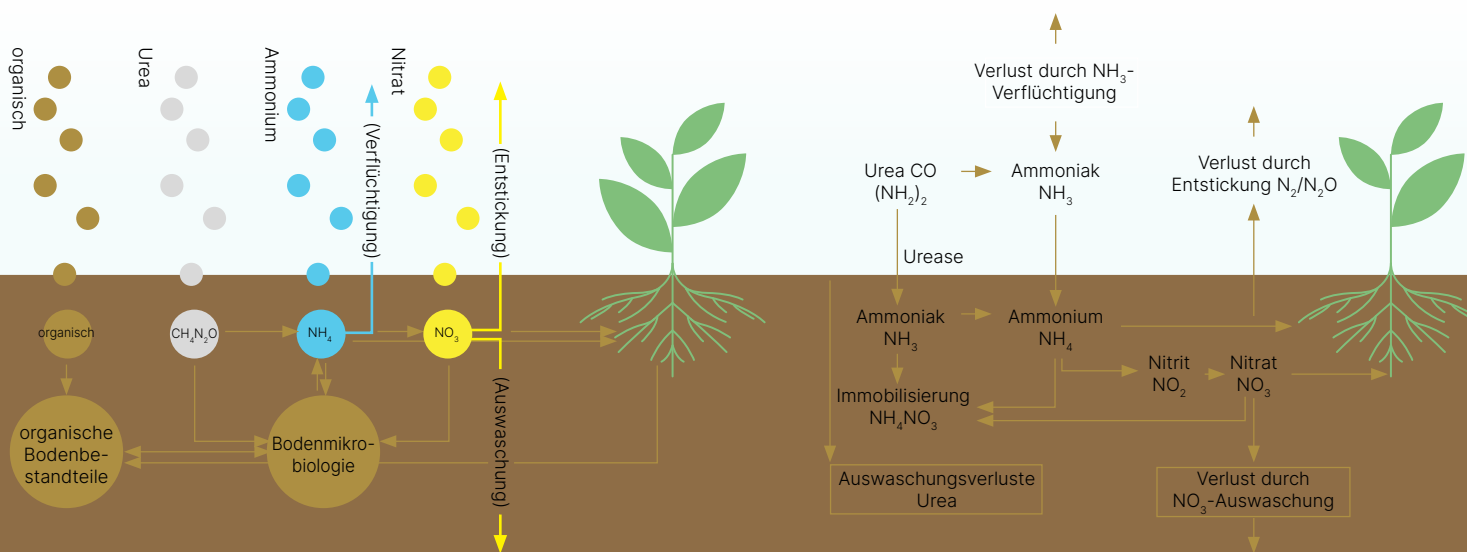 organisch
Urea
Ammonium
Nitrat
(Verflüchtigung)
(Entstickung)
organisch
CH₄N₂O
NH₄
NO₃
(Auswaschung)
organische
Bodenbe-
standteile
Bodenmikro-
biologie
Verlust durch NH₃-
Verflüchtigung
Urea CO
(NH₂)₂
Ammoniak
NH₃
Verlust durch
Entstickung N₂/N₂O
Urease
Ammoniak
NH₃
Ammonium
NH₄
Nitrit
NO₂
Nitrat
NO₃
Immobilisierung
NH₄NO₃
Auswaschungsverluste
Urea
Verlust durch
NO₃-Auswaschung